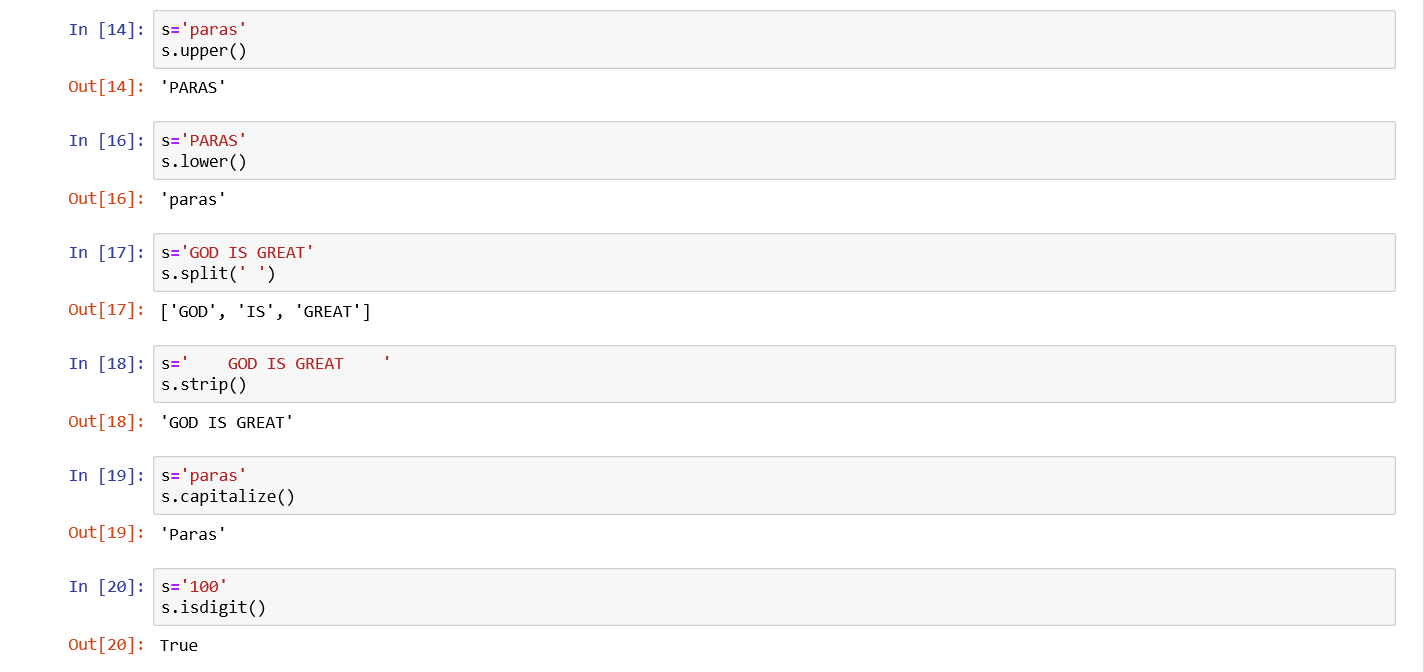 In [14]: s='paras'
s.upper()
Out[14]: 'PARAS'
In [16]: s='PARAS'
s.lower()
Out[16]: 'paras'
In [17]: s='GOD IS GREAT'
s.split(' ')
Out[17]: ['GOD', 'IS', 'GREAT']
In [18]: s='    GOD IS GREAT    '
s.strip()
Out[18]: 'GOD IS GREAT'
In [19]: s='paras'
s.capitalize()
Out[19]: 'Paras'
In [20]: s='100'
s.isdigit()
Out[20]: True